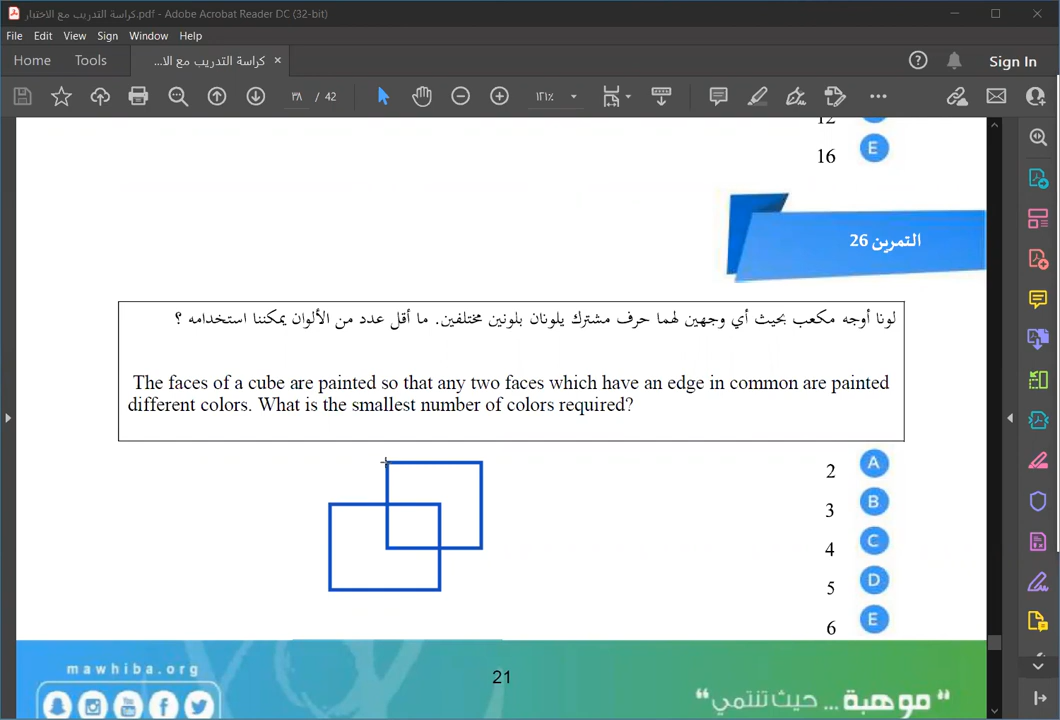 كراسة التدريب مع الاختبار.pdf - Adobe Acrobat Reader DC (32-bit)
File Edit View Sign Window Help
Home Tools كراسة التدريب مع الا... × Sign In
٣٨ / 42 ١٢١٪
12
16 E
التمرين 26
لونا أوجه مكعب بحيث أي وجهين لهما حرف مشترك يلونان بلونين مختلفين. ما أقل عدد من الألوان يمكننا استخدامه ؟
The faces of a cube are painted so that any two faces which have an edge in common are painted
different colors. What is the smallest number of colors required?
2 A
3 B
4 C
5 D
6 E
mawhiba.org
21
”موهبة... حيث تنتمي“